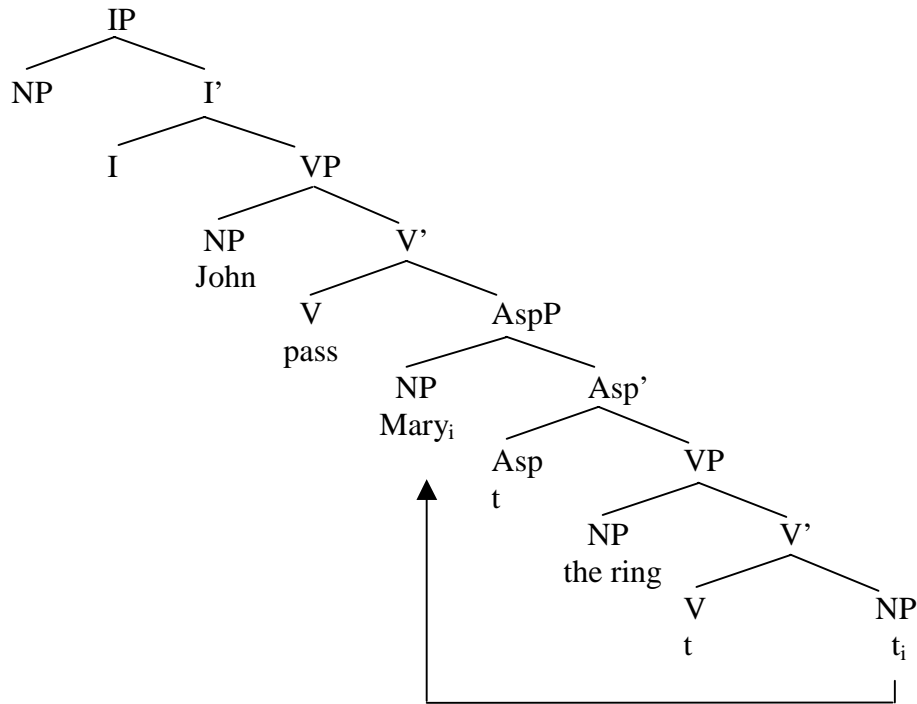 IP
NP I’
I VP
NP V’
John
V AspP
pass
NP Asp’
Maryᵢ
Asp VP
t
NP V’
the ring
V NP
t tᵢ